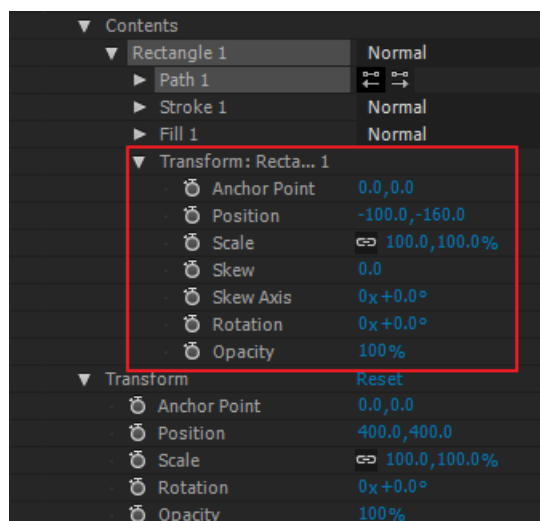 Contents
Rectangle 1 Normal
Path 1
Stroke 1 Normal
Fill 1 Normal
Transform: Recta... 1
Anchor Point 0.0,0.0
Position -100.0,-160.0
Scale 100.0,100.0%
Skew 0.0
Skew Axis 0x+0.0°
Rotation 0x+0.0°
Opacity 100%
Transform Reset
Anchor Point 0.0,0.0
Position 400.0,400.0
Scale 100.0,100.0%
Rotation 0x+0.0°
Opacity 100%